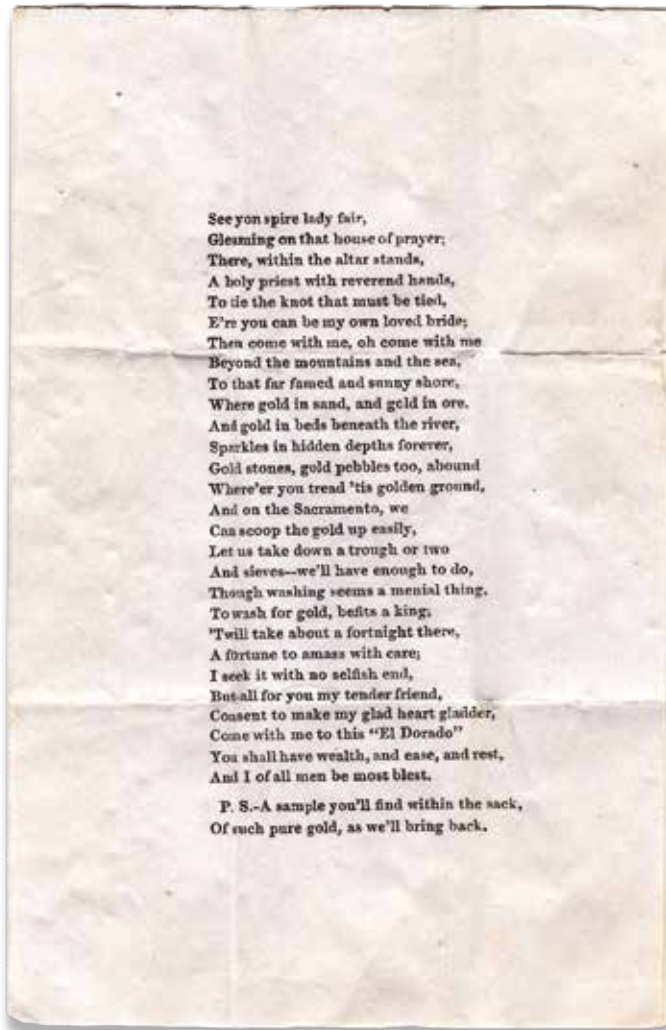 See yon spire lady fair,
Gleaming on that house of prayer;
There, within the altar stands,
A holy priest with reverend hands,
To tie the knot that must be tied,
E're you can be my own loved bride;
Then come with me, oh come with me
Beyond the mountains and the sea,
To that far famed and sunny shore,
Where gold in sand, and gold in ore.
And gold in beds beneath the river,
Sparkles in hidden depths forever,
Gold stones, gold pebbles too, abound
Where'er you tread 'tis golden ground,
And on the Sacramento, we
Can scoop the gold up easily,
Let us take down a trough or two
And sieves--we'll have enough to do,
Though washing seems a menial thing,
To wash for gold, befits a king;
'Twill take about a fortnight there,
A fortune to amass with care;
I seek it with no selfish end,
But all for you my tender friend,
Consent to make my glad heart gladder,
Come with me to this "El Dorado"
You shall have wealth, and ease, and rest,
And I of all men be most blest.
P. S.-A sample you'll find within the sack,
Of such pure gold, as we'll bring back.